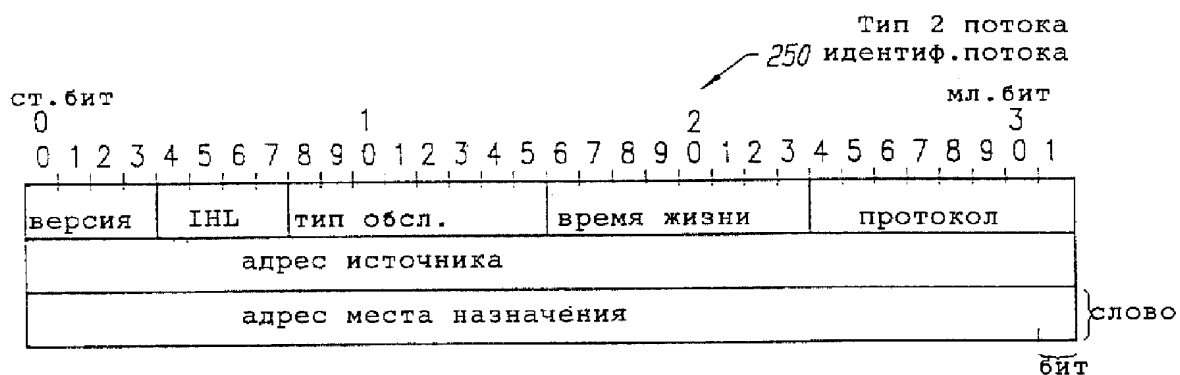 Тип 2 потока
250 идентиф.потока
ст.бит мл.бит
0 1 2 3
0 1 2 3 4 5 6 7 8 9 0 1 2 3 4 5 6 7 8 9 0 1 2 3 4 5 6 7 8 9 0 1
версия IHL тип обсл. время жизни протокол
адрес источника
адрес места назначения слово
бит